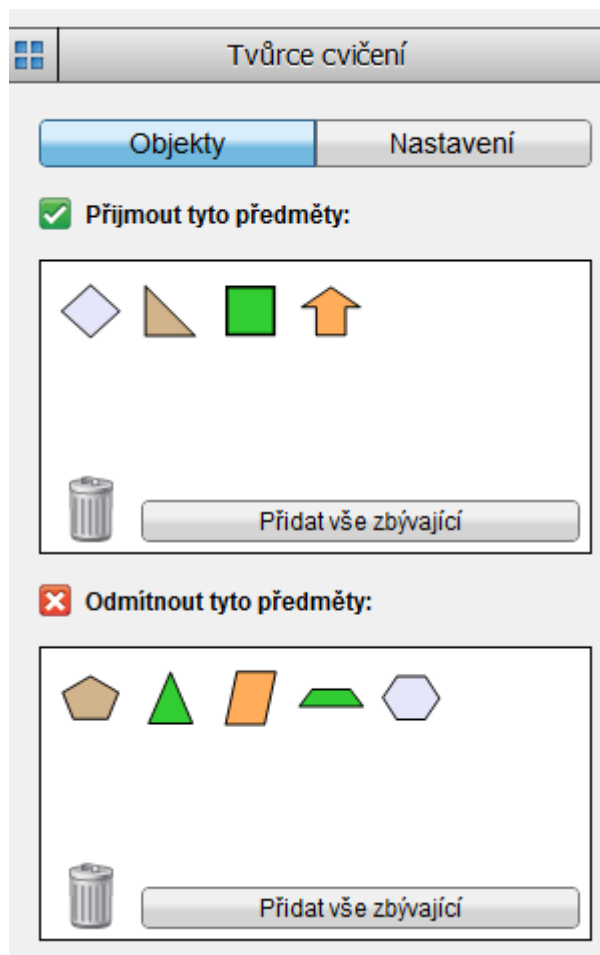 Tvůrce cvičení
Objekty Nastavení
Přijmout tyto předměty:
Přidat vše zbývající
Odmítnout tyto předměty:
Přidat vše zbývající